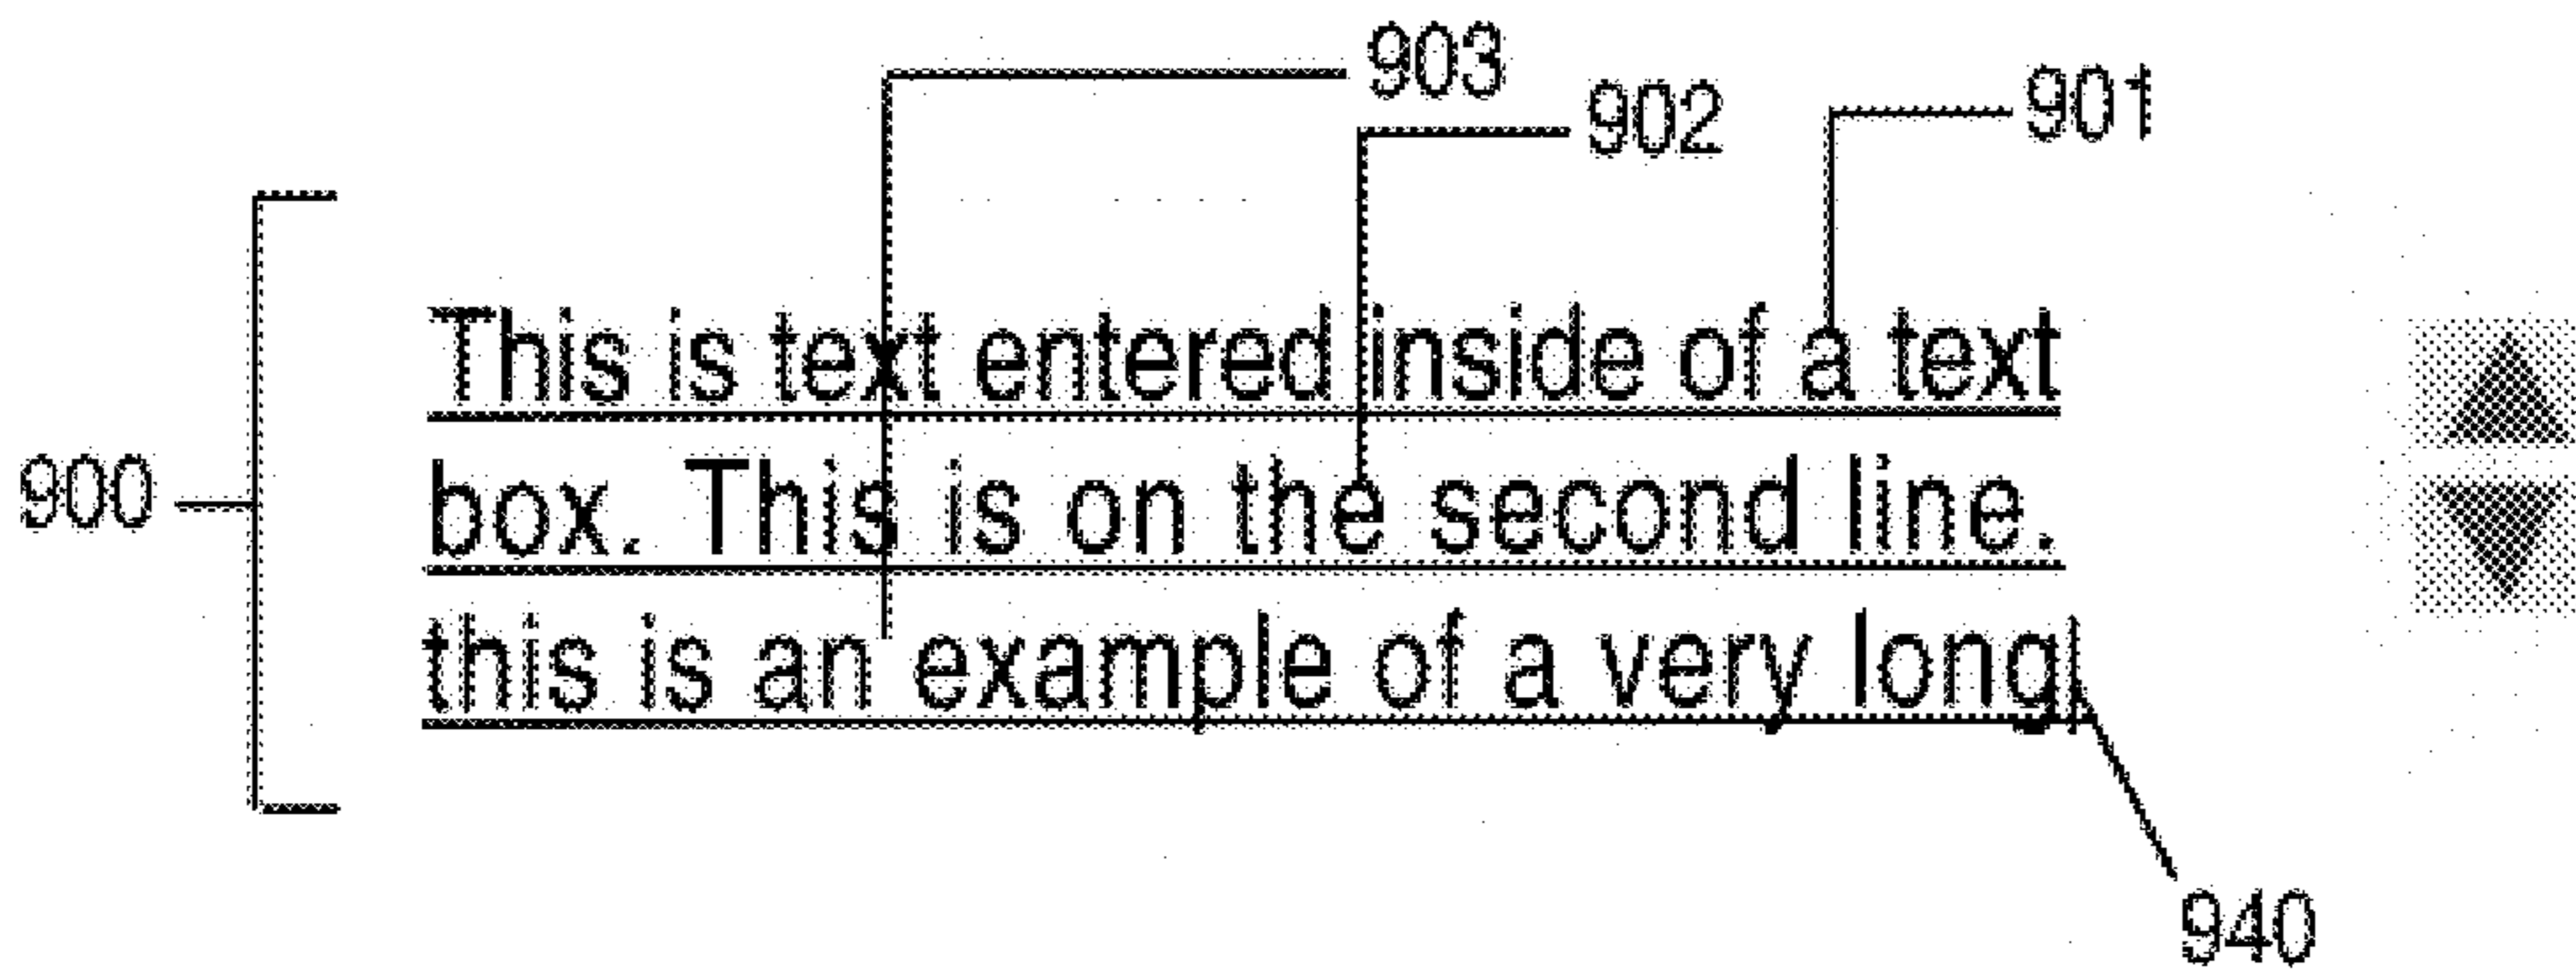 903
902
901
This is text entered inside of a text
900
box. This is on the second line.
this is an example of a very long
940